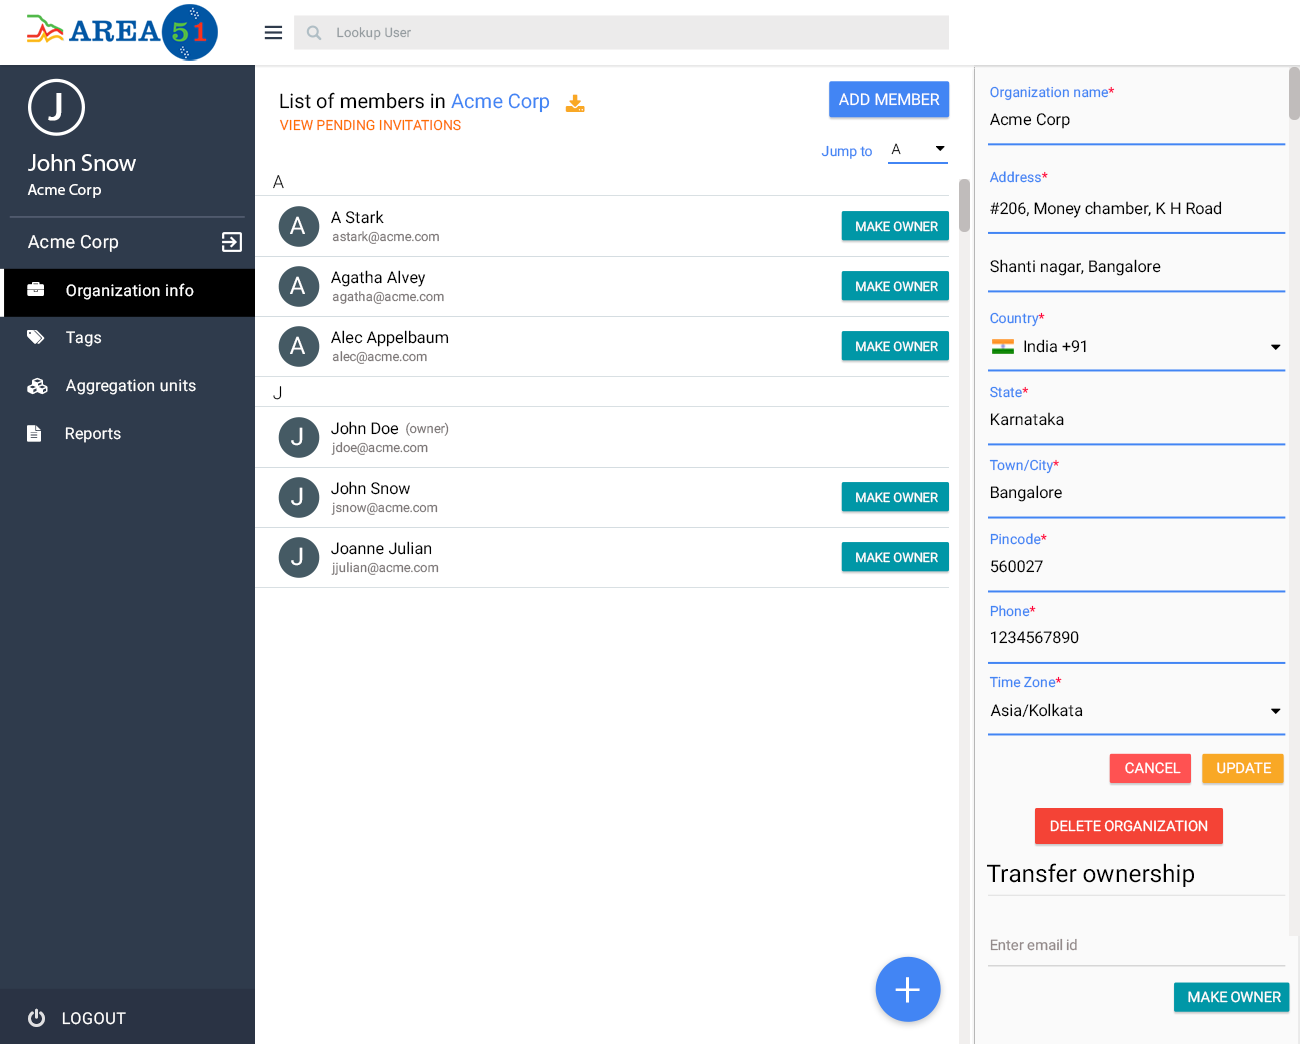 AREA 51
Lookup User
J
John Snow
Acme Corp
Acme Corp
Organization info
Tags
Aggregation units
Reports
LOGOUT
List of members in Acme Corp
VIEW PENDING INVITATIONS
ADD MEMBER
Jump to A
A
A
A Stark
astark@acme.com
MAKE OWNER
A
Agatha Alvey
agatha@acme.com
MAKE OWNER
A
Alec Appelbaum
alec@acme.com
MAKE OWNER
J
J
John Doe (owner)
jdoe@acme.com
J
John Snow
jsnow@acme.com
MAKE OWNER
J
Joanne Julian
jjulian@acme.com
MAKE OWNER
Organization name*
Acme Corp
Address*
#206, Money chamber, K H Road
Shanti nagar, Bangalore
Country*
India +91
State*
Karnataka
Town/City*
Bangalore
Pincode*
560027
Phone*
1234567890
Time Zone*
Asia/Kolkata
CANCEL UPDATE
DELETE ORGANIZATION
Transfer ownership
Enter email id
MAKE OWNER